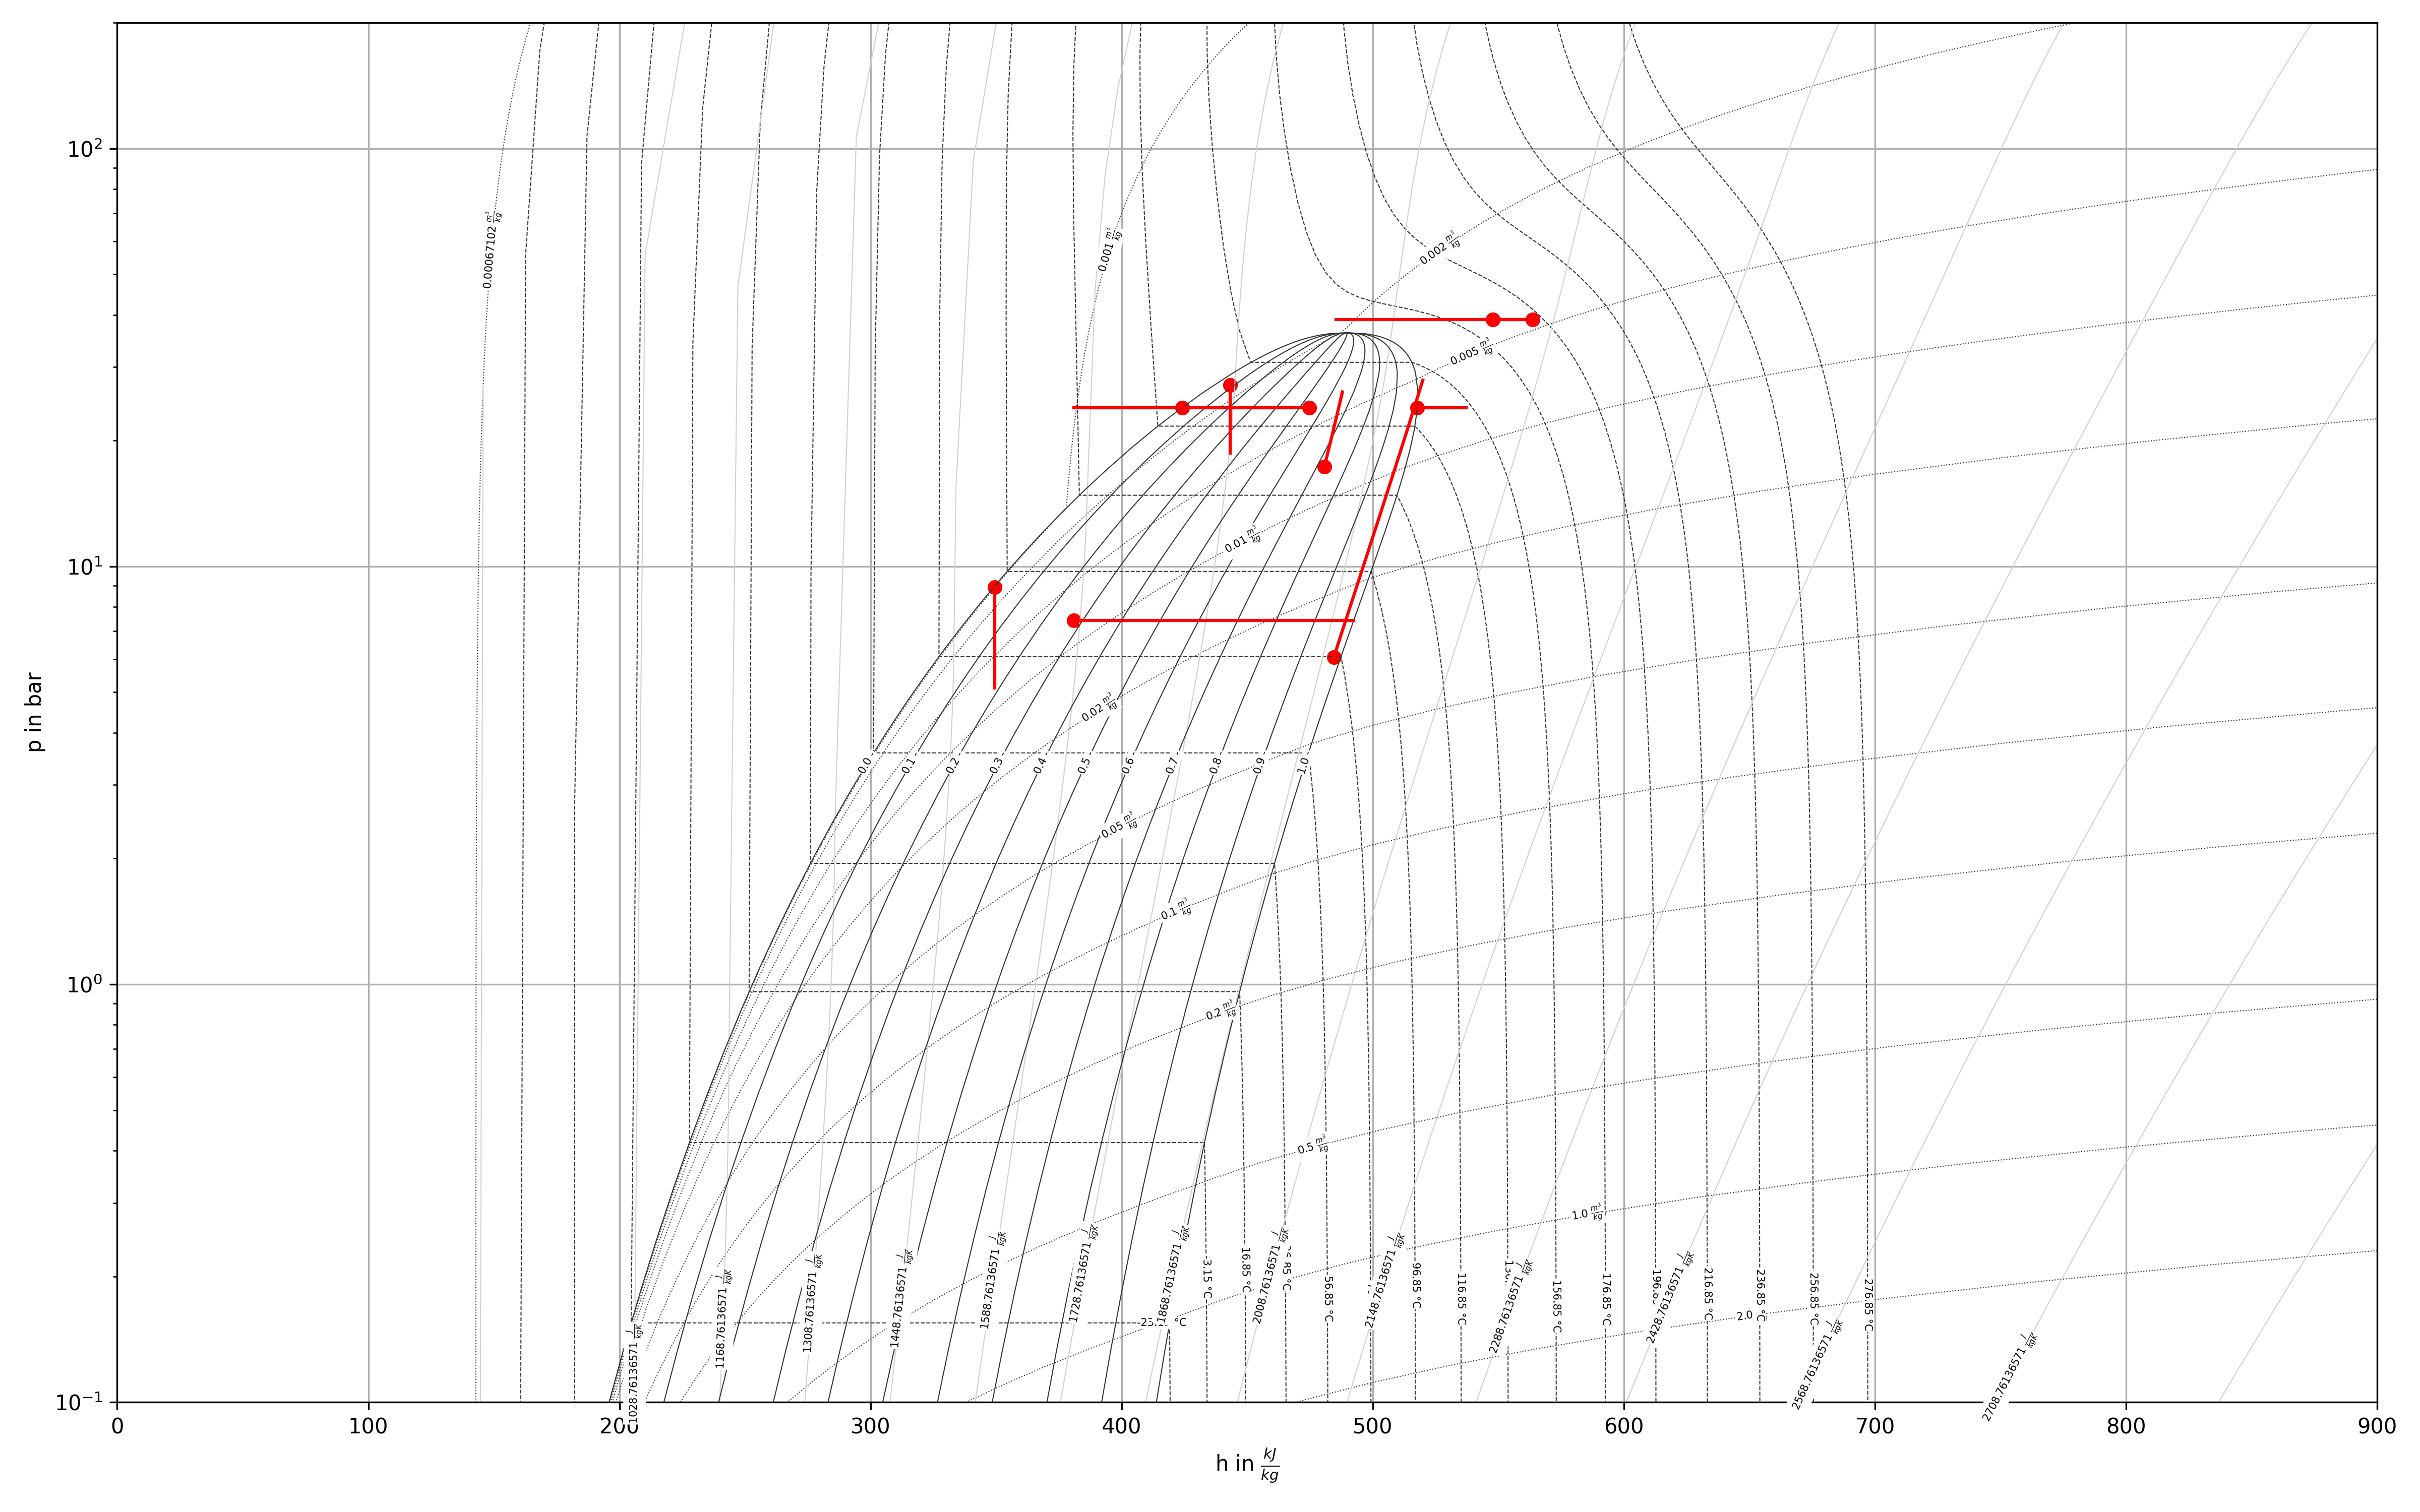 10²
10¹
10⁰
10⁻¹
p in bar
0 100 200 300 400 500 600 700 800 900
h in kJ/kg
0.00067102 m³/kg
0.001 m³/kg
0.002 m³/kg
0.005 m³/kg
0.01 m³/kg
0.02 m³/kg
0.05 m³/kg
0.1 m³/kg
0.2 m³/kg
0.5 m³/kg
1.0 m³/kg
2.0
0.0 0.1 0.2 0.3 0.4 0.5 0.6 0.7 0.8 0.9 1.0
1028.76136571 J/kgK
1168.76136571 J/kgK
1308.76136571 J/kgK
1448.76136571 J/kgK
1588.76136571 J/kgK
1728.76136571 J/kgK
1868.76136571 J/kgK
2008.76136571 J/kgK
2148.76136571 J/kgK
2288.76136571 J/kgK
2428.76136571 J/kgK
2568.76136571 J/kgK
2708.76136571 J/kgK
°C
3.15 °C
16.85 °C
56.85 °C
96.85 °C
116.85 °C
156.85 °C
176.85 °C
216.85 °C
236.85 °C
256.85 °C
276.85 °C